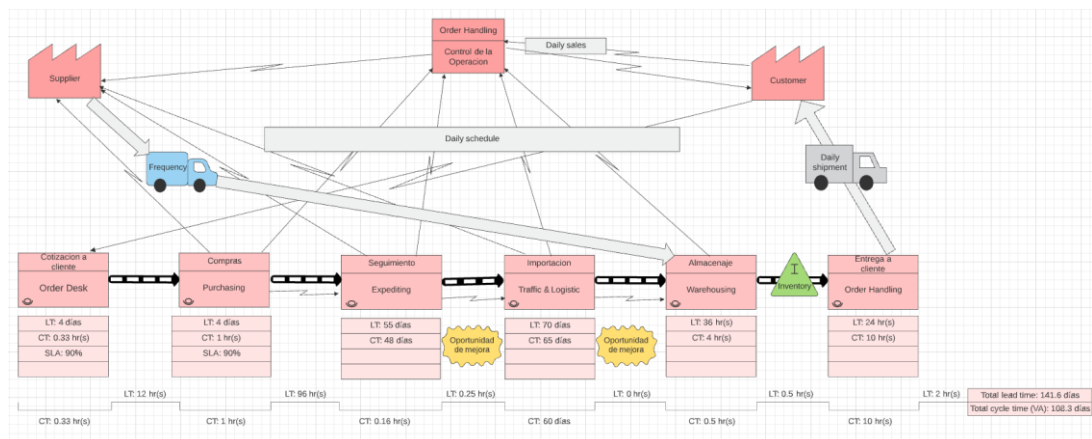 Order Handling
Control de la
Operacion
Daily sales
Supplier
Customer
Daily schedule
Frequency
Daily
shipment
Cotizacion a
cliente
Order Desk
Compras
Purchasing
Seguimiento
Expediting
Importacion
Traffic & Logistic
Almacenaje
Warehousing
I
Inventory
Entrega a
cliente
Order Handling
LT: 4 días
CT: 0.33 hr(s)
SLA: 90%
LT: 4 días
CT: 1 hr(s)
SLA: 90%
LT: 55 días
CT: 48 días
Oportunidad
de mejora
LT: 70 días
CT: 65 días
Oportunidad
de mejora
LT: 36 hr(s)
CT: 4 hr(s)
LT: 24 hr(s)
CT: 10 hr(s)
LT: 12 hr(s)
LT: 96 hr(s)
LT: 0.25 hr(s)
LT: 0 hr(s)
LT: 0.5 hr(s)
LT: 2 hr(s)
CT: 0.33 hr(s)
CT: 1 hr(s)
CT: 0.16 hr(s)
CT: 60 días
CT: 0.5 hr(s)
CT: 10 hr(s)
Total lead time: 141.6 días
Total cycle time (VA): 108.3 días